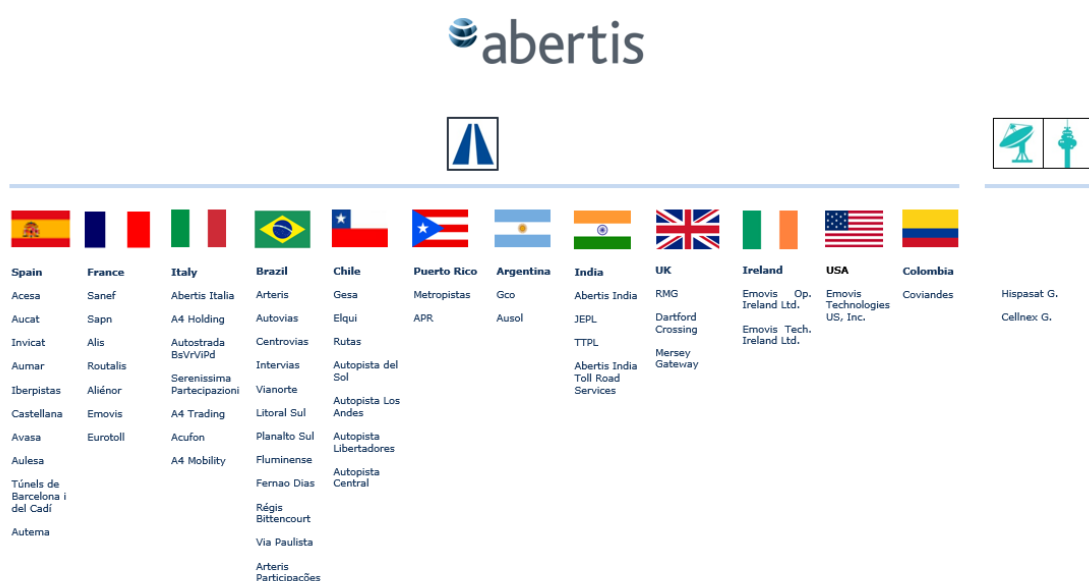 abertis
Spain
Acesa
Aucat
Invicat
Aumar
Iberpistas
Castellana
Avasa
Aulesa
Túnels de
Barcelona i
del Cadí
Autema
France
Sanef
Sapn
Alis
Routalis
Aliénor
Emovis
Eurotoll
Italy
Abertis Italia
A4 Holding
Autostrada
BsVrViPd
Serenissima
Partecipazioni
A4 Trading
Acufon
A4 Mobility
Brazil
Arteris
Autovias
Centrovias
Intervias
Vianorte
Litoral Sul
Planalto Sul
Fluminense
Fernao Dias
Régis
Bittencourt
Via Paulista
Arteris
Participacões
Chile
Gesa
Elqui
Rutas
Autopista del
Sol
Autopista Los
Andes
Autopista
Libertadores
Autopista
Central
Puerto Rico
Metropistas
APR
Argentina
Gco
Ausol
India
Abertis India
JEPL
TTPL
Abertis India
Toll Road
Services
UK
RMG
Dartford
Crossing
Mersey
Gateway
Ireland
Emovis Op.
Ireland Ltd.
Emovis Tech.
Ireland Ltd.
USA
Emovis
Technologies
US, Inc.
Colombia
Coviandes
Hispasat G.
Cellnex G.